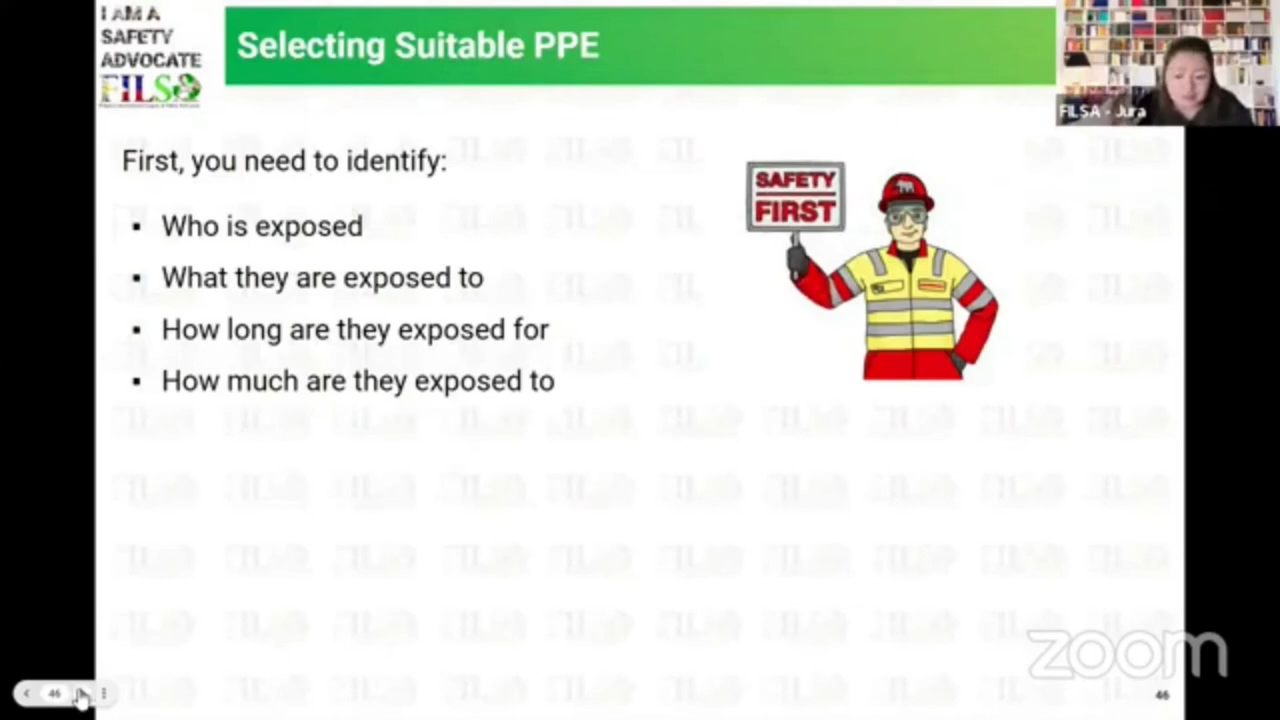 I AM A
SAFETY
ADVOCATE
FILSA
Selecting Suitable PPE
FILSA - Jura
First, you need to identify:
▪ Who is exposed
▪ What they are exposed to
▪ How long are they exposed for
▪ How much are they exposed to
SAFETY
FIRST
zoom
46
46